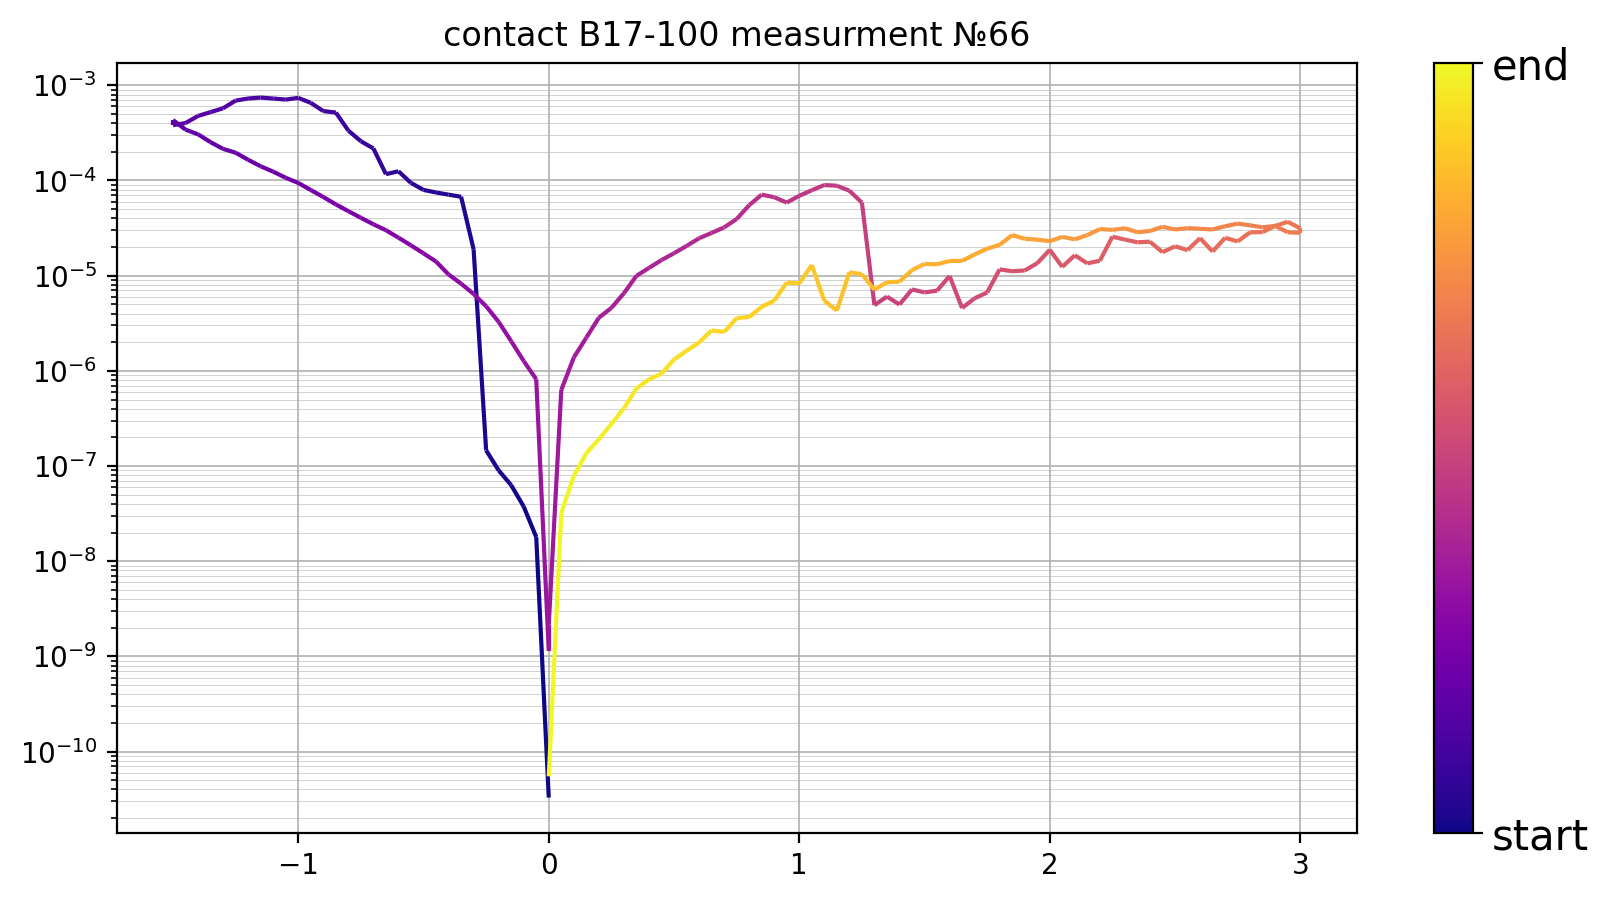 contact B17-100 measurment №66
10⁻³
10⁻⁴
10⁻⁵
10⁻⁶
10⁻⁷
10⁻⁸
10⁻⁹
10⁻¹⁰
−1 0 1 2 3
end
start